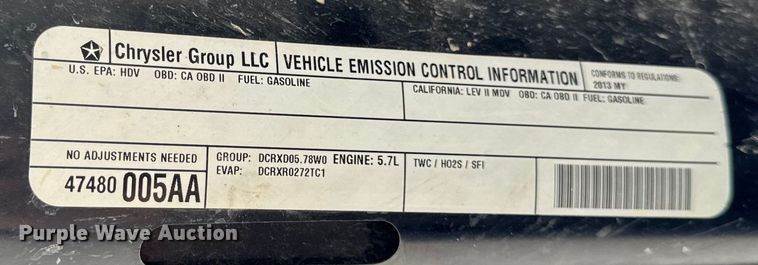 Chrysler Group LLC VEHICLE EMISSION CONTROL INFORMATION CONFORMS TO REGULATIONS:
2013 MY
U.S. EPA: HDV OBD: CA OBD II FUEL: GASOLINE
CALIFORNIA: LEV II MDV OBD: CA OBD II FUEL: GASOLINE
NO ADJUSTMENTS NEEDED
47480 005AA
GROUP: DCRXD05.78W0 ENGINE: 5.7L
EVAP: DCRXR0272TC1
TWC / HO2S / SFI
Purple Wave Auction